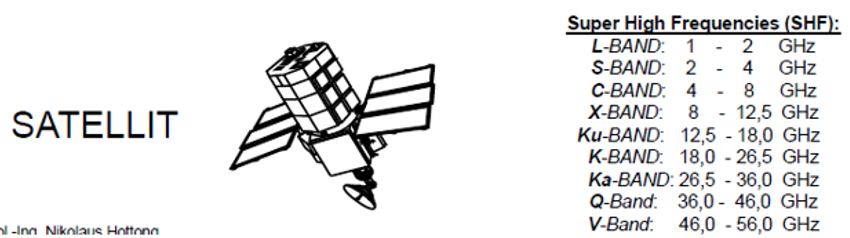 Super High Frequencies (SHF):
L-BAND: 1 - 2 GHz
S-BAND: 2 - 4 GHz
C-BAND: 4 - 8 GHz
X-BAND: 8 - 12,5 GHz
Ku-BAND: 12,5 - 18,0 GHz
K-BAND: 18,0 - 26,5 GHz
Ka-BAND: 26,5 - 36,0 GHz
Q-Band: 36,0 - 46,0 GHz
V-Band: 46,0 - 56,0 GHz
SATELLIT
Nikolaus Hottong